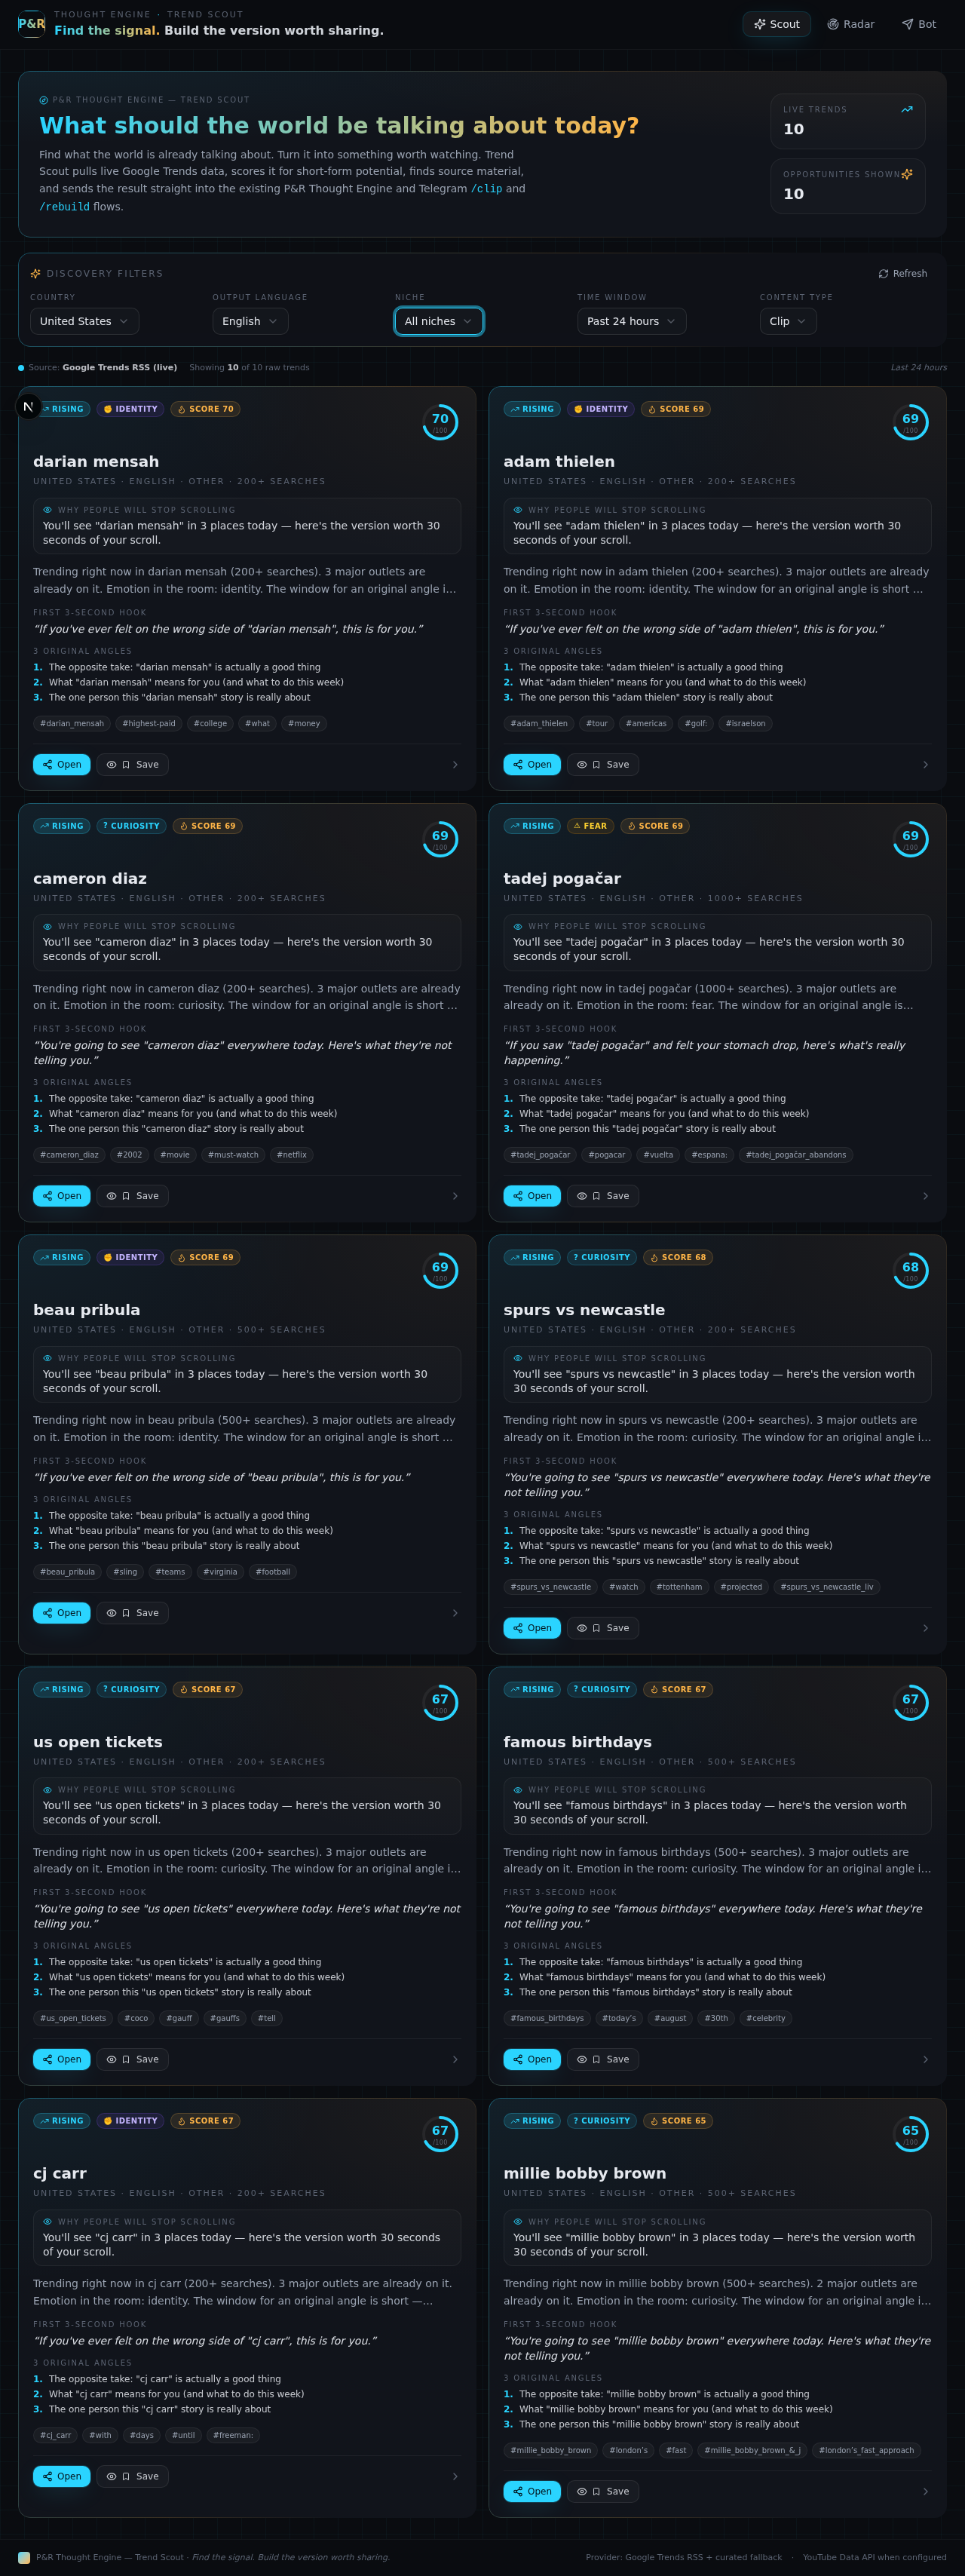 P&R
THOUGHT ENGINE · TREND SCOUT
Find the signal. Build the version worth sharing.
Scout
Radar
Bot
P&R THOUGHT ENGINE — TREND SCOUT
What should the world be talking about today?
Find what the world is already talking about. Turn it into something worth watching. Trend
Scout pulls live Google Trends data, scores it for short-form potential, finds source material,
and sends the result straight into the existing P&R Thought Engine and Telegram /clip and
/rebuild flows.
LIVE TRENDS
10
OPPORTUNITIES SHOWN
10
DISCOVERY FILTERS
Refresh
COUNTRY
United States
OUTPUT LANGUAGE
English
NICHE
All niches
TIME WINDOW
Past 24 hours
CONTENT TYPE
Clip
Source: Google Trends RSS (live) Showing 10 of 10 raw trends
Last 24 hours
N
RISING IDENTITY SCORE 70
70
/100
darian mensah
UNITED STATES · ENGLISH · OTHER · 200+ SEARCHES
WHY PEOPLE WILL STOP SCROLLING
You'll see "darian mensah" in 3 places today — here's the version worth 30
seconds of your scroll.
Trending right now in darian mensah (200+ searches). 3 major outlets are
already on it. Emotion in the room: identity. The window for an original angle i…
FIRST 3-SECOND HOOK
“If you've ever felt on the wrong side of "darian mensah", this is for you.”
3 ORIGINAL ANGLES
1. The opposite take: "darian mensah" is actually a good thing
2. What "darian mensah" means for you (and what to do this week)
3. The one person this "darian mensah" story is really about
#darian_mensah #highest-paid #college #what #money
Open Save
RISING IDENTITY SCORE 69
69
/100
adam thielen
UNITED STATES · ENGLISH · OTHER · 200+ SEARCHES
WHY PEOPLE WILL STOP SCROLLING
You'll see "adam thielen" in 3 places today — here's the version worth 30
seconds of your scroll.
Trending right now in adam thielen (200+ searches). 3 major outlets are already
on it. Emotion in the room: identity. The window for an original angle is short …
FIRST 3-SECOND HOOK
“If you've ever felt on the wrong side of "adam thielen", this is for you.”
3 ORIGINAL ANGLES
1. The opposite take: "adam thielen" is actually a good thing
2. What "adam thielen" means for you (and what to do this week)
3. The one person this "adam thielen" story is really about
#adam_thielen #tour #americas #golf: #israelson
Open Save
RISING ? CURIOSITY SCORE 69
69
/100
cameron diaz
UNITED STATES · ENGLISH · OTHER · 200+ SEARCHES
WHY PEOPLE WILL STOP SCROLLING
You'll see "cameron diaz" in 3 places today — here's the version worth 30
seconds of your scroll.
Trending right now in cameron diaz (200+ searches). 3 major outlets are already
on it. Emotion in the room: curiosity. The window for an original angle is short …
FIRST 3-SECOND HOOK
“You're going to see "cameron diaz" everywhere today. Here's what they're not
telling you.”
3 ORIGINAL ANGLES
1. The opposite take: "cameron diaz" is actually a good thing
2. What "cameron diaz" means for you (and what to do this week)
3. The one person this "cameron diaz" story is really about
#cameron_diaz #2002 #movie #must-watch #netflix
Open Save
RISING ⚠ FEAR SCORE 69
69
/100
tadej pogačar
UNITED STATES · ENGLISH · OTHER · 1000+ SEARCHES
WHY PEOPLE WILL STOP SCROLLING
You'll see "tadej pogačar" in 3 places today — here's the version worth 30
seconds of your scroll.
Trending right now in tadej pogačar (1000+ searches). 3 major outlets are
already on it. Emotion in the room: fear. The window for an original angle is…
FIRST 3-SECOND HOOK
“If you saw "tadej pogačar" and felt your stomach drop, here's what's really
happening.”
3 ORIGINAL ANGLES
1. The opposite take: "tadej pogačar" is actually a good thing
2. What "tadej pogačar" means for you (and what to do this week)
3. The one person this "tadej pogačar" story is really about
#tadej_pogačar #pogacar #vuelta #espana: #tadej_pogačar_abandons
Open Save
RISING IDENTITY SCORE 69
69
/100
beau pribula
UNITED STATES · ENGLISH · OTHER · 500+ SEARCHES
WHY PEOPLE WILL STOP SCROLLING
You'll see "beau pribula" in 3 places today — here's the version worth 30
seconds of your scroll.
Trending right now in beau pribula (500+ searches). 3 major outlets are already
on it. Emotion in the room: identity. The window for an original angle is short …
FIRST 3-SECOND HOOK
“If you've ever felt on the wrong side of "beau pribula", this is for you.”
3 ORIGINAL ANGLES
1. The opposite take: "beau pribula" is actually a good thing
2. What "beau pribula" means for you (and what to do this week)
3. The one person this "beau pribula" story is really about
#beau_pribula #sling #teams #virginia #football
Open Save
RISING ? CURIOSITY SCORE 68
68
/100
spurs vs newcastle
UNITED STATES · ENGLISH · OTHER · 200+ SEARCHES
WHY PEOPLE WILL STOP SCROLLING
You'll see "spurs vs newcastle" in 3 places today — here's the version worth
30 seconds of your scroll.
Trending right now in spurs vs newcastle (200+ searches). 3 major outlets are
already on it. Emotion in the room: curiosity. The window for an original angle i…
FIRST 3-SECOND HOOK
“You're going to see "spurs vs newcastle" everywhere today. Here's what they're
not telling you.”
3 ORIGINAL ANGLES
1. The opposite take: "spurs vs newcastle" is actually a good thing
2. What "spurs vs newcastle" means for you (and what to do this week)
3. The one person this "spurs vs newcastle" story is really about
#spurs_vs_newcastle #watch #tottenham #projected #spurs_vs_newcastle_liv
Open Save
RISING ? CURIOSITY SCORE 67
67
/100
us open tickets
UNITED STATES · ENGLISH · OTHER · 200+ SEARCHES
WHY PEOPLE WILL STOP SCROLLING
You'll see "us open tickets" in 3 places today — here's the version worth 30
seconds of your scroll.
Trending right now in us open tickets (200+ searches). 3 major outlets are
already on it. Emotion in the room: curiosity. The window for an original angle i…
FIRST 3-SECOND HOOK
“You're going to see "us open tickets" everywhere today. Here's what they're not
telling you.”
3 ORIGINAL ANGLES
1. The opposite take: "us open tickets" is actually a good thing
2. What "us open tickets" means for you (and what to do this week)
3. The one person this "us open tickets" story is really about
#us_open_tickets #coco #gauff #gauffs #tell
Open Save
RISING ? CURIOSITY SCORE 67
67
/100
famous birthdays
UNITED STATES · ENGLISH · OTHER · 500+ SEARCHES
WHY PEOPLE WILL STOP SCROLLING
You'll see "famous birthdays" in 3 places today — here's the version worth
30 seconds of your scroll.
Trending right now in famous birthdays (500+ searches). 3 major outlets are
already on it. Emotion in the room: curiosity. The window for an original angle i…
FIRST 3-SECOND HOOK
“You're going to see "famous birthdays" everywhere today. Here's what they're
not telling you.”
3 ORIGINAL ANGLES
1. The opposite take: "famous birthdays" is actually a good thing
2. What "famous birthdays" means for you (and what to do this week)
3. The one person this "famous birthdays" story is really about
#famous_birthdays #today's #august #30th #celebrity
Open Save
RISING IDENTITY SCORE 67
67
/100
cj carr
UNITED STATES · ENGLISH · OTHER · 200+ SEARCHES
WHY PEOPLE WILL STOP SCROLLING
You'll see "cj carr" in 3 places today — here's the version worth 30 seconds
of your scroll.
Trending right now in cj carr (200+ searches). 3 major outlets are already on it.
Emotion in the room: identity. The window for an original angle is short —…
FIRST 3-SECOND HOOK
“If you've ever felt on the wrong side of "cj carr", this is for you.”
3 ORIGINAL ANGLES
1. The opposite take: "cj carr" is actually a good thing
2. What "cj carr" means for you (and what to do this week)
3. The one person this "cj carr" story is really about
#cj_carr #with #days #until #freeman:
Open Save
RISING ? CURIOSITY SCORE 65
65
/100
millie bobby brown
UNITED STATES · ENGLISH · OTHER · 500+ SEARCHES
WHY PEOPLE WILL STOP SCROLLING
You'll see "millie bobby brown" in 3 places today — here's the version worth
30 seconds of your scroll.
Trending right now in millie bobby brown (500+ searches). 2 major outlets are
already on it. Emotion in the room: curiosity. The window for an original angle i…
FIRST 3-SECOND HOOK
“You're going to see "millie bobby brown" everywhere today. Here's what they're
not telling you.”
3 ORIGINAL ANGLES
1. The opposite take: "millie bobby brown" is actually a good thing
2. What "millie bobby brown" means for you (and what to do this week)
3. The one person this "millie bobby brown" story is really about
#millie_bobby_brown #london's #fast #millie_bobby_brown_&_j #london's_fast_approach
Open Save
P&R Thought Engine — Trend Scout · Find the signal. Build the version worth sharing.
Provider: Google Trends RSS + curated fallback · YouTube Data API when configured